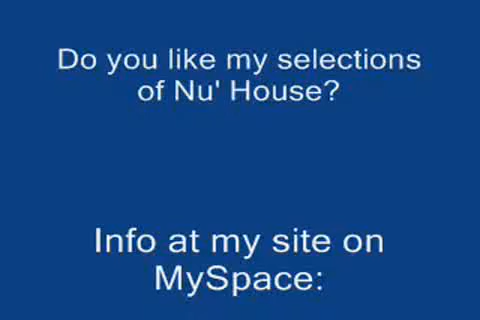 Do you like my selections
of Nu' House?
Info at my site on
MySpace: